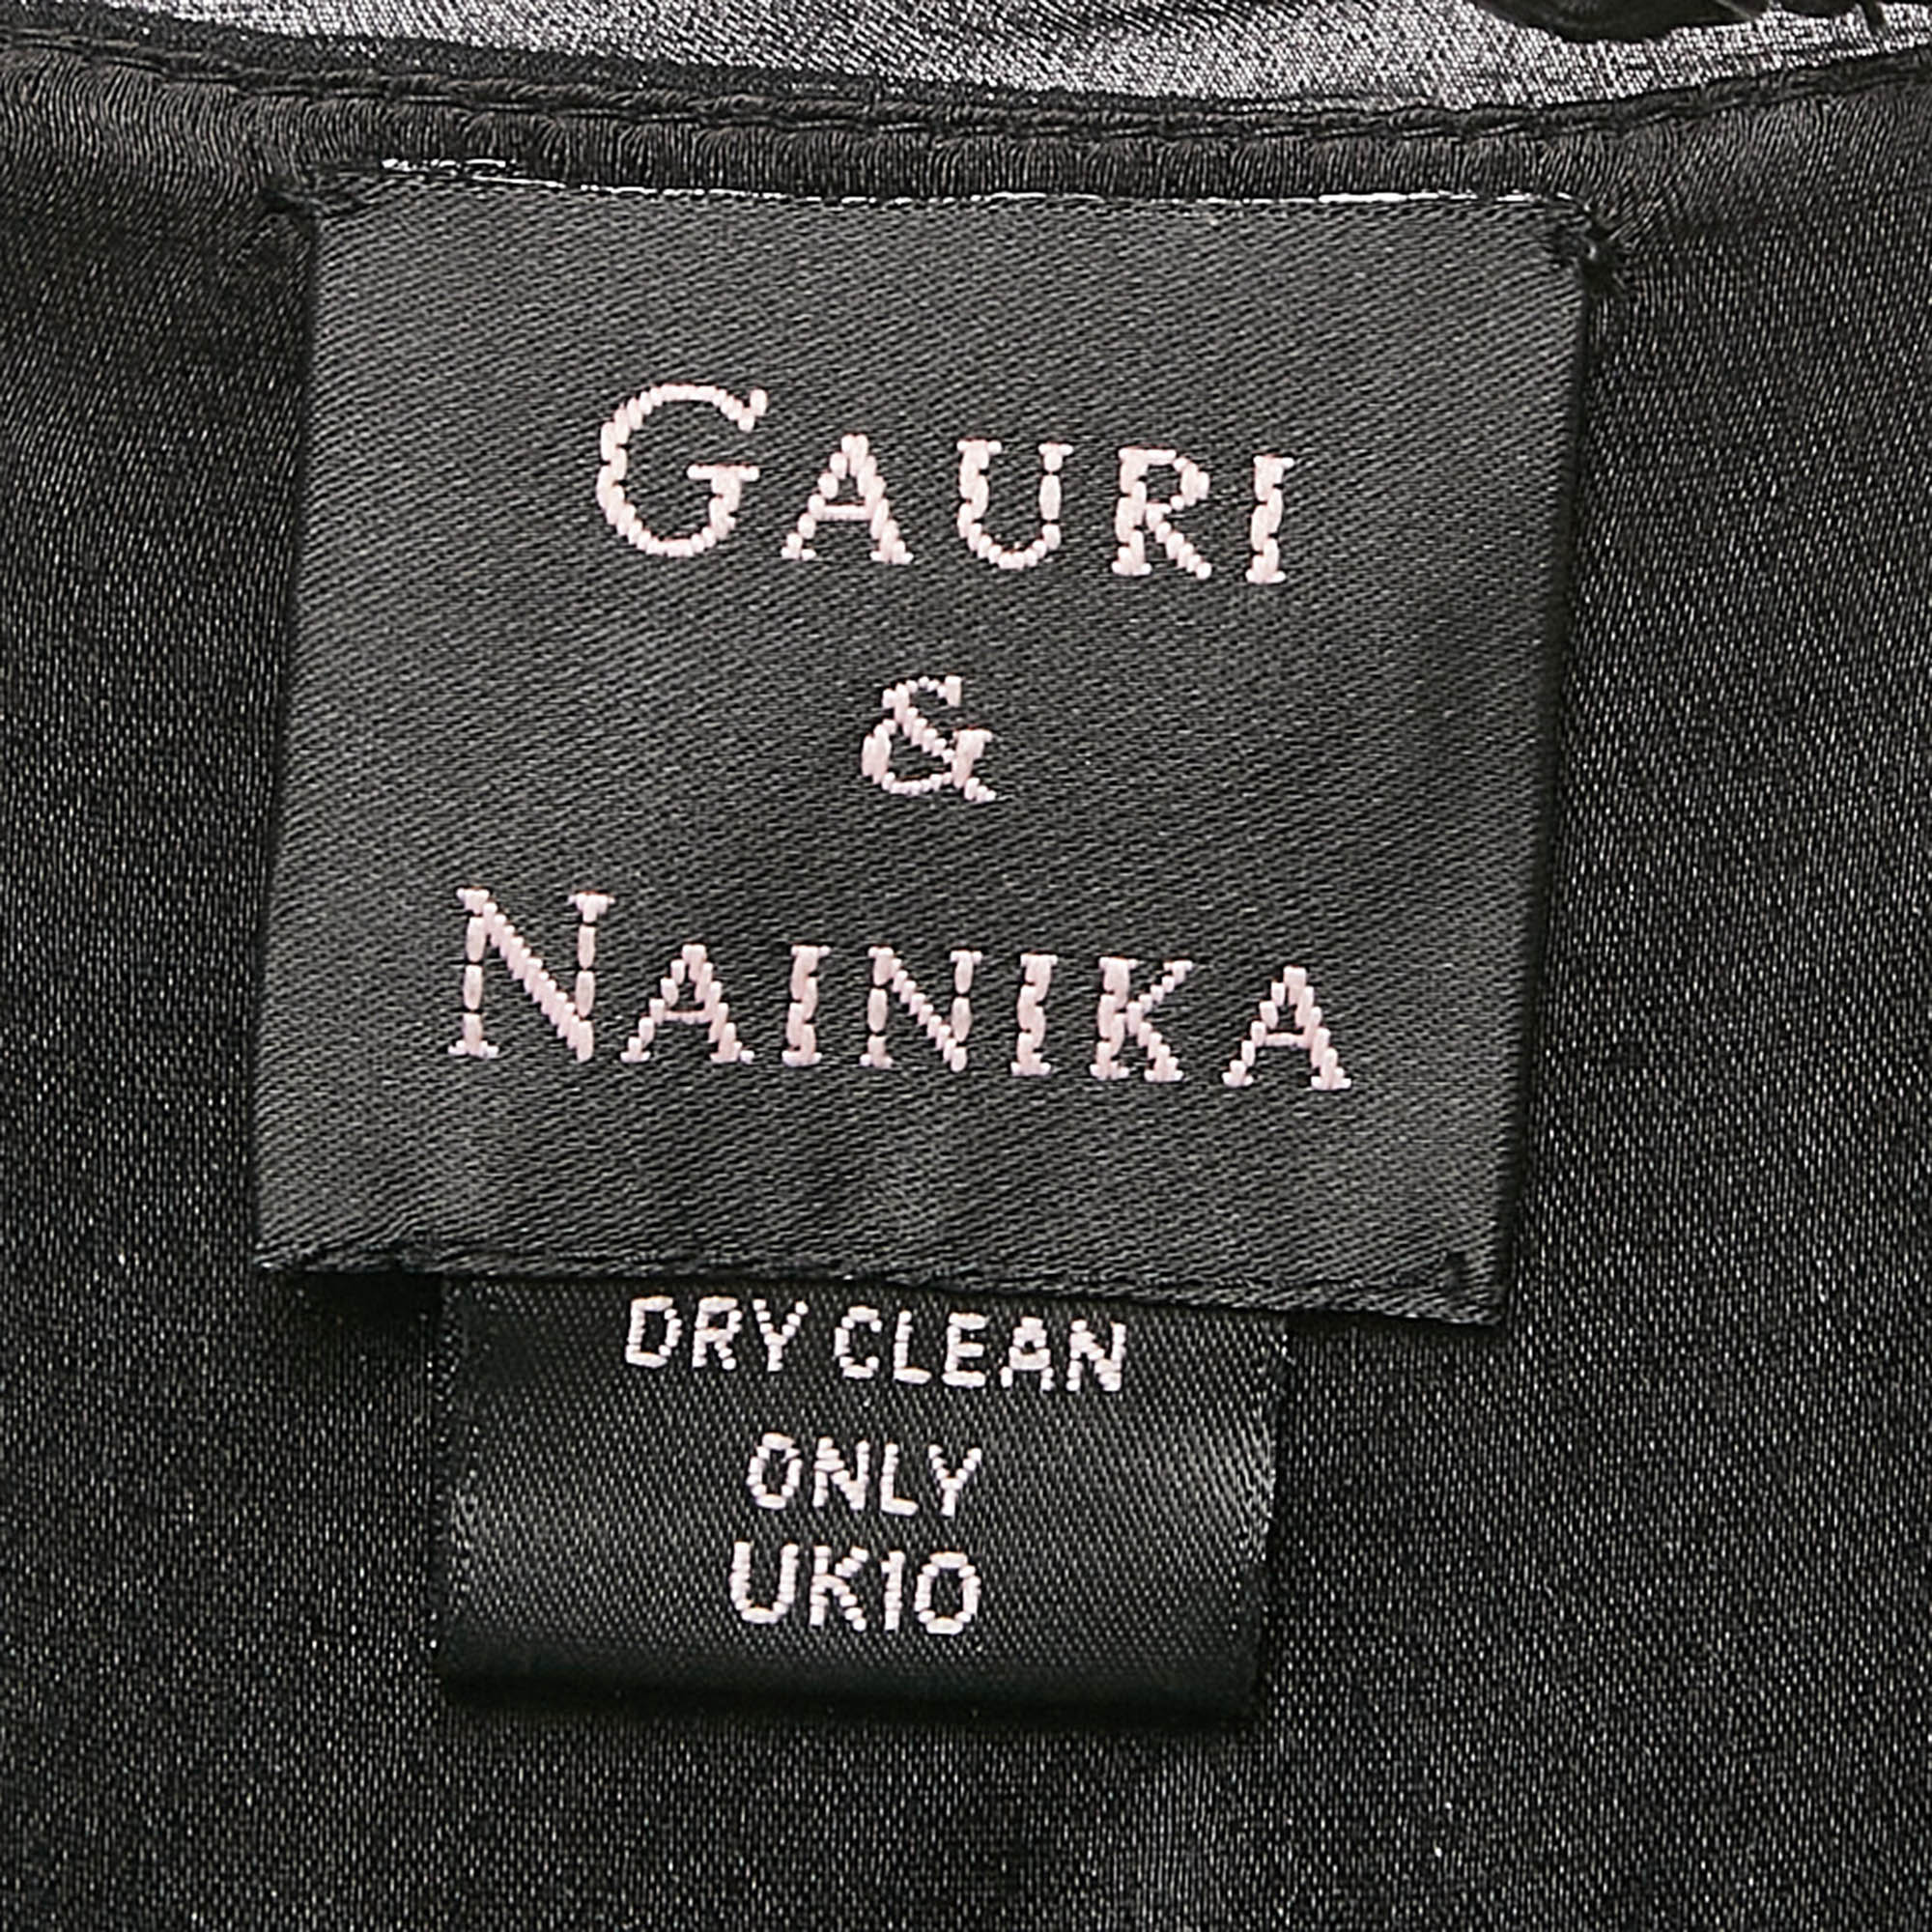 GAURI
&
NAINIKA
DRY CLEAN
ONLY
UK10